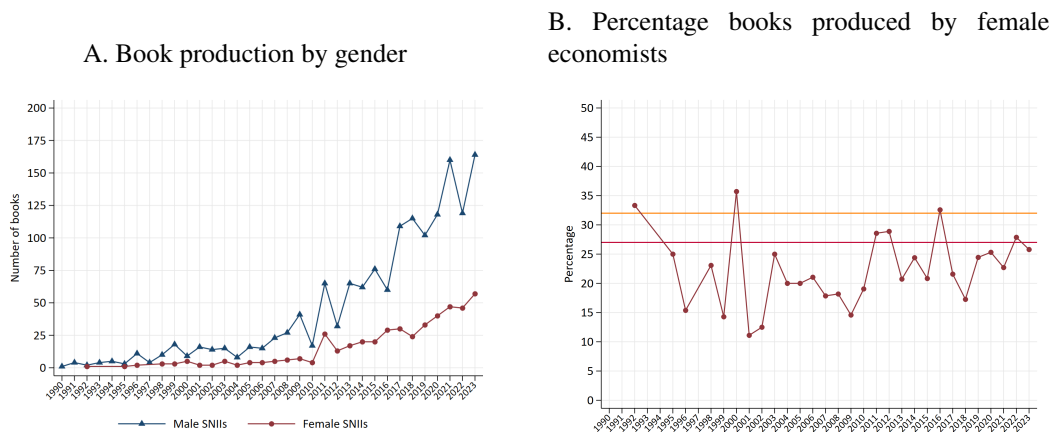 A. Book production by gender
B. Percentage books produced by female
economists
Number of books
200
175
150
125
100
75
50
25
0
1990 1991 1992 1993 1994 1995 1996 1997 1998 1999 2000 2001 2002 2003 2004 2005 2006 2007 2008 2009 2010 2011 2012 2013 2014 2015 2016 2017 2018 2019 2020 2021 2022 2023
Male SNIIs Female SNIIs
Percentage
50
45
40
35
30
25
20
15
10
5
0
1990 1991 1992 1993 1994 1995 1996 1997 1998 1999 2000 2001 2002 2003 2004 2005 2006 2007 2008 2009 2010 2011 2012 2013 2014 2015 2016 2017 2018 2019 2020 2021 2022 2023